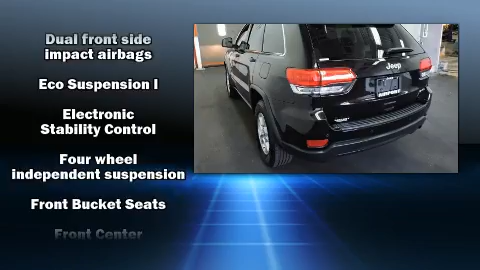 Dual front side
impact airbags
Eco Suspension I
Electronic
Stability Control
Four wheel
independent suspension
Front Bucket Seats
Front Center
Jeep